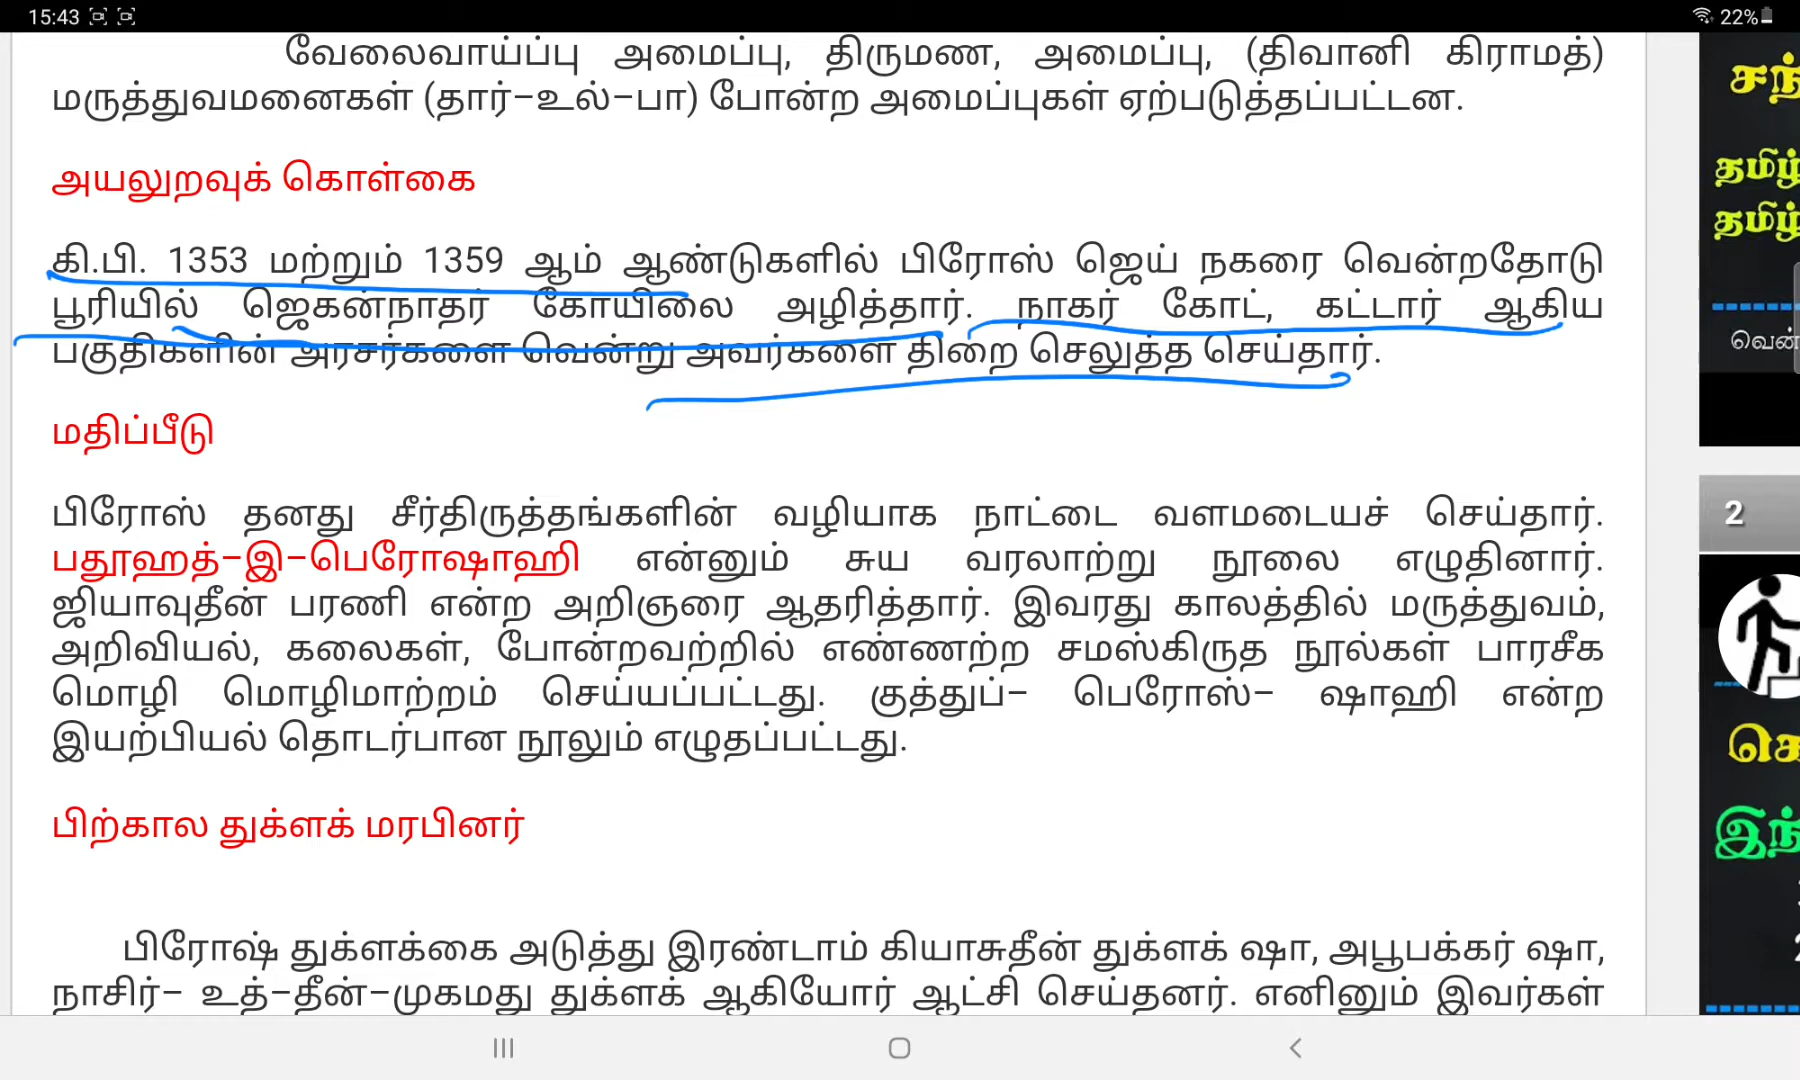 15:43
22%
வேலைவாய்ப்பு அமைப்பு, திருமண, அமைப்பு, (திவானி கிராமத்)
மருத்துவமனைகள் (தார்–உல்–பா) போன்ற அமைப்புகள் ஏற்படுத்தப்பட்டன.
அயலுறவுக் கொள்கை
கி.பி. 1353 மற்றும் 1359 ஆம் ஆண்டுகளில் பிரோஸ் ஜெய் நகரை வென்றதோடு
பூரியில் ஜெகன்நாதர் கோயிலை அழித்தார். நாகர் கோட், கட்டார் ஆகிய
பகுதிகளின் அரசர்களை வென்று அவர்களை திறை செலுத்த செய்தார்.
மதிப்பீடு
பிரோஸ் தனது சீர்திருத்தங்களின் வழியாக நாட்டை வளமடையச் செய்தார்.
பதூஹத்–இ–பெரோஷாஹி என்னும் சுய வரலாற்று நூலை எழுதினார்.
ஜியாவுதீன் பரணி என்ற அறிஞரை ஆதரித்தார். இவரது காலத்தில் மருத்துவம்,
அறிவியல், கலைகள், போன்றவற்றில் எண்ணற்ற சமஸ்கிருத நூல்கள் பாரசீக
மொழி மொழிமாற்றம் செய்யப்பட்டது. குத்துப்– பெரோஸ்– ஷாஹி என்ற
இயற்பியல் தொடர்பான நூலும் எழுதப்பட்டது.
பிற்கால துக்ளக் மரபினர்
பிரோஷ் துக்ளக்கை அடுத்து இரண்டாம் கியாசுதீன் துக்ளக் ஷா, அபூபக்கர் ஷா,
நாசிர்– உத்–தீன்–முகமது துக்ளக் ஆகியோர் ஆட்சி செய்தனர். எனினும் இவர்கள்
தமிழ்
தமிழ்
2